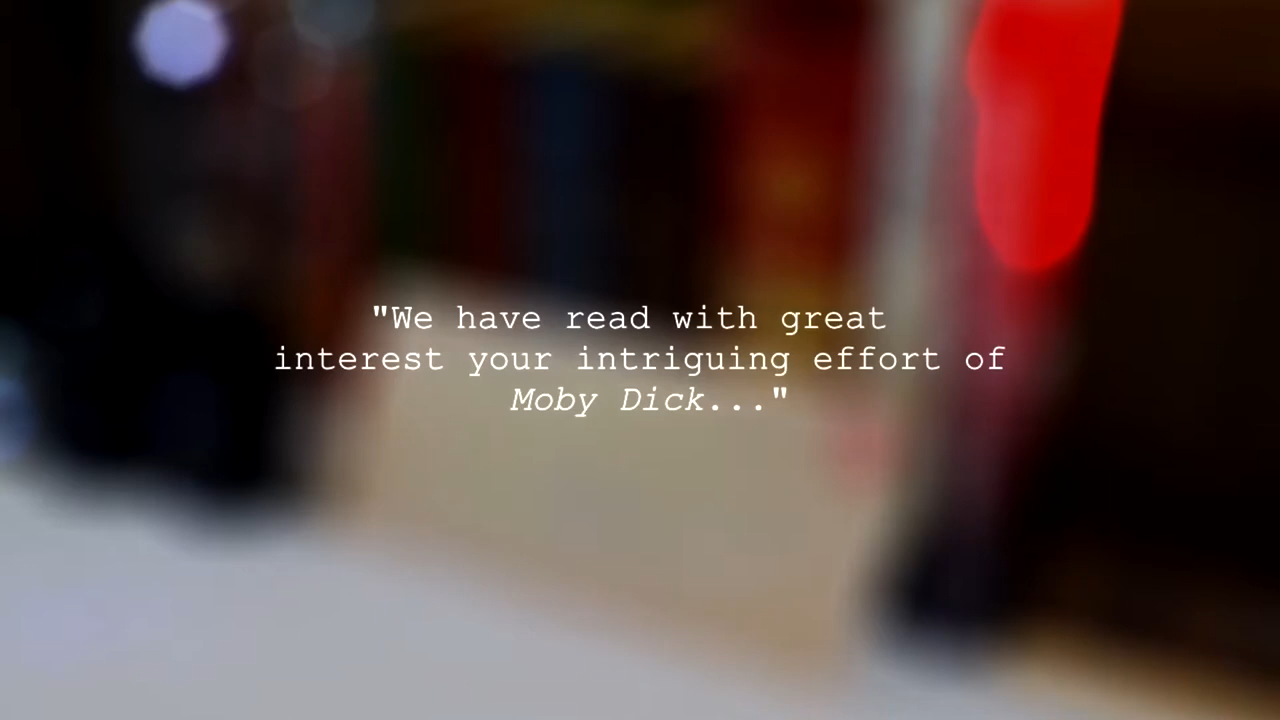 "We have read with great
interest your intriguing effort of
Moby Dick..."